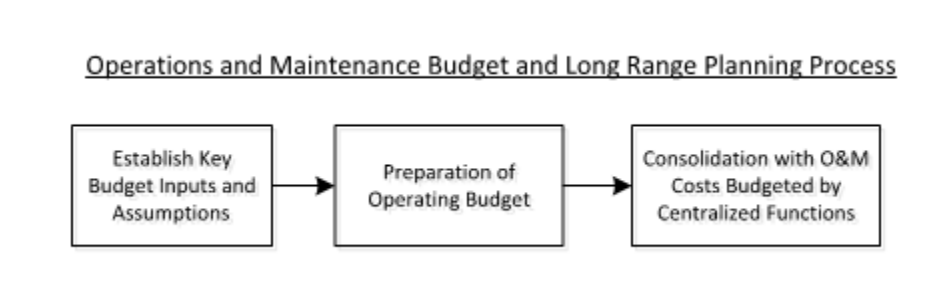 Operations and Maintenance Budget and Long Range Planning Process
Establish Key
Budget Inputs and
Assumptions
Preparation of
Operating Budget
Consolidation with O&M
Costs Budgeted by
Centralized Functions